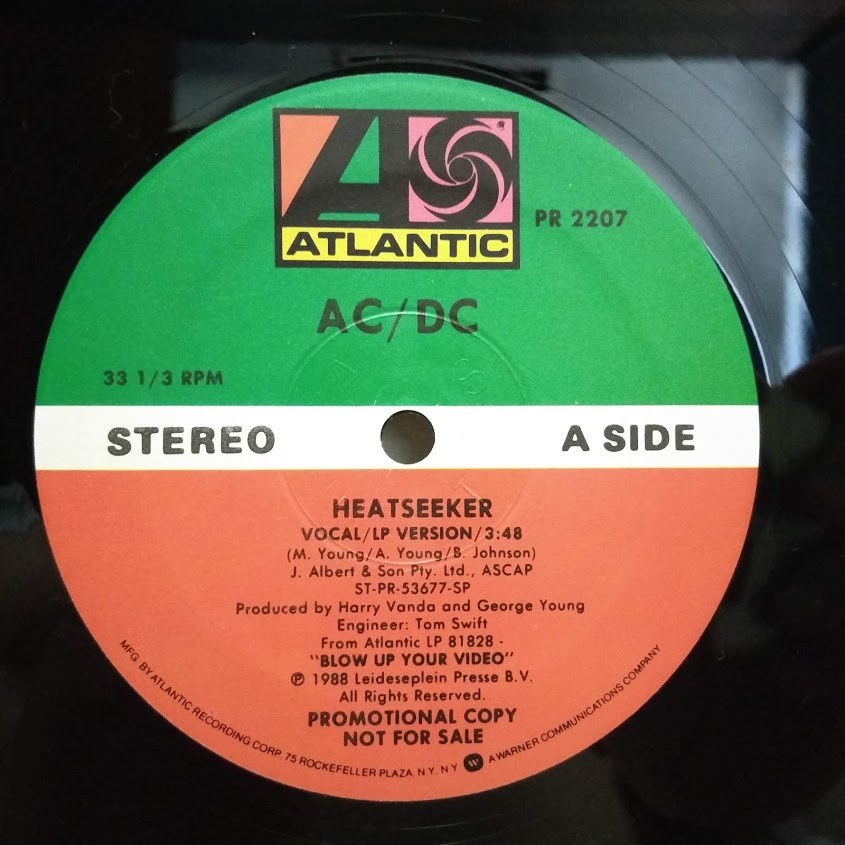 ATLANTIC
PR 2207
AC/DC
33 1/3 RPM
STEREO
A SIDE
HEATSEEKER
VOCAL/LP VERSION/3:48
(M. Young/A. Young/B. Johnson)
J. Albert & Son Pty. Ltd., ASCAP
ST-PR-53677-SP
Produced by Harry Vanda and George Young
Engineer: Tom Swift
From Atlantic LP 81828 -
"BLOW UP YOUR VIDEO"
℗ 1988 Leideseplein Presse B.V.
All Rights Reserved.
PROMOTIONAL COPY
NOT FOR SALE
MFG. BY ATLANTIC RECORDING CORP. 75 ROCKEFELLER PLAZA, N.Y., N.Y. A WARNER COMMUNICATIONS COMPANY